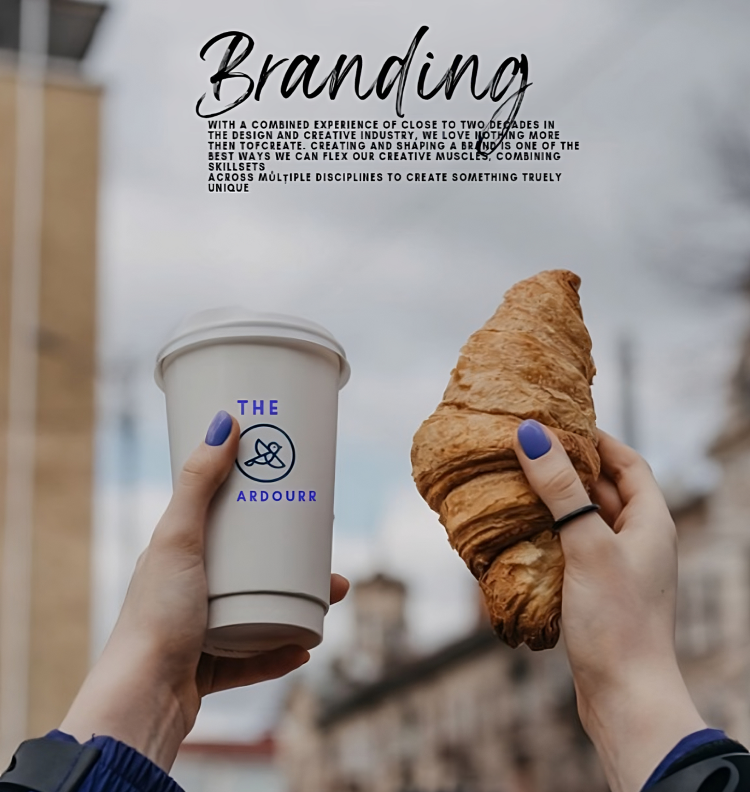 Branding
WITH A COMBINED EXPERIENCE OF CLOSE TO TWO DECADES IN
THE DESIGN AND CREATIVE INDUSTRY, WE LOVE NOTHING MORE
THEN TOFCREATE. CREATING AND SHAPING A BRAND IS ONE OF THE
BEST WAYS WE CAN FLEX OUR CREATIVE MUSCLES, COMBINING
SKILLSETS
ACROSS MULTIPLE DISCIPLINES TO CREATE SOMETHING TRUELY
UNIQUE
THE
ARDOURR